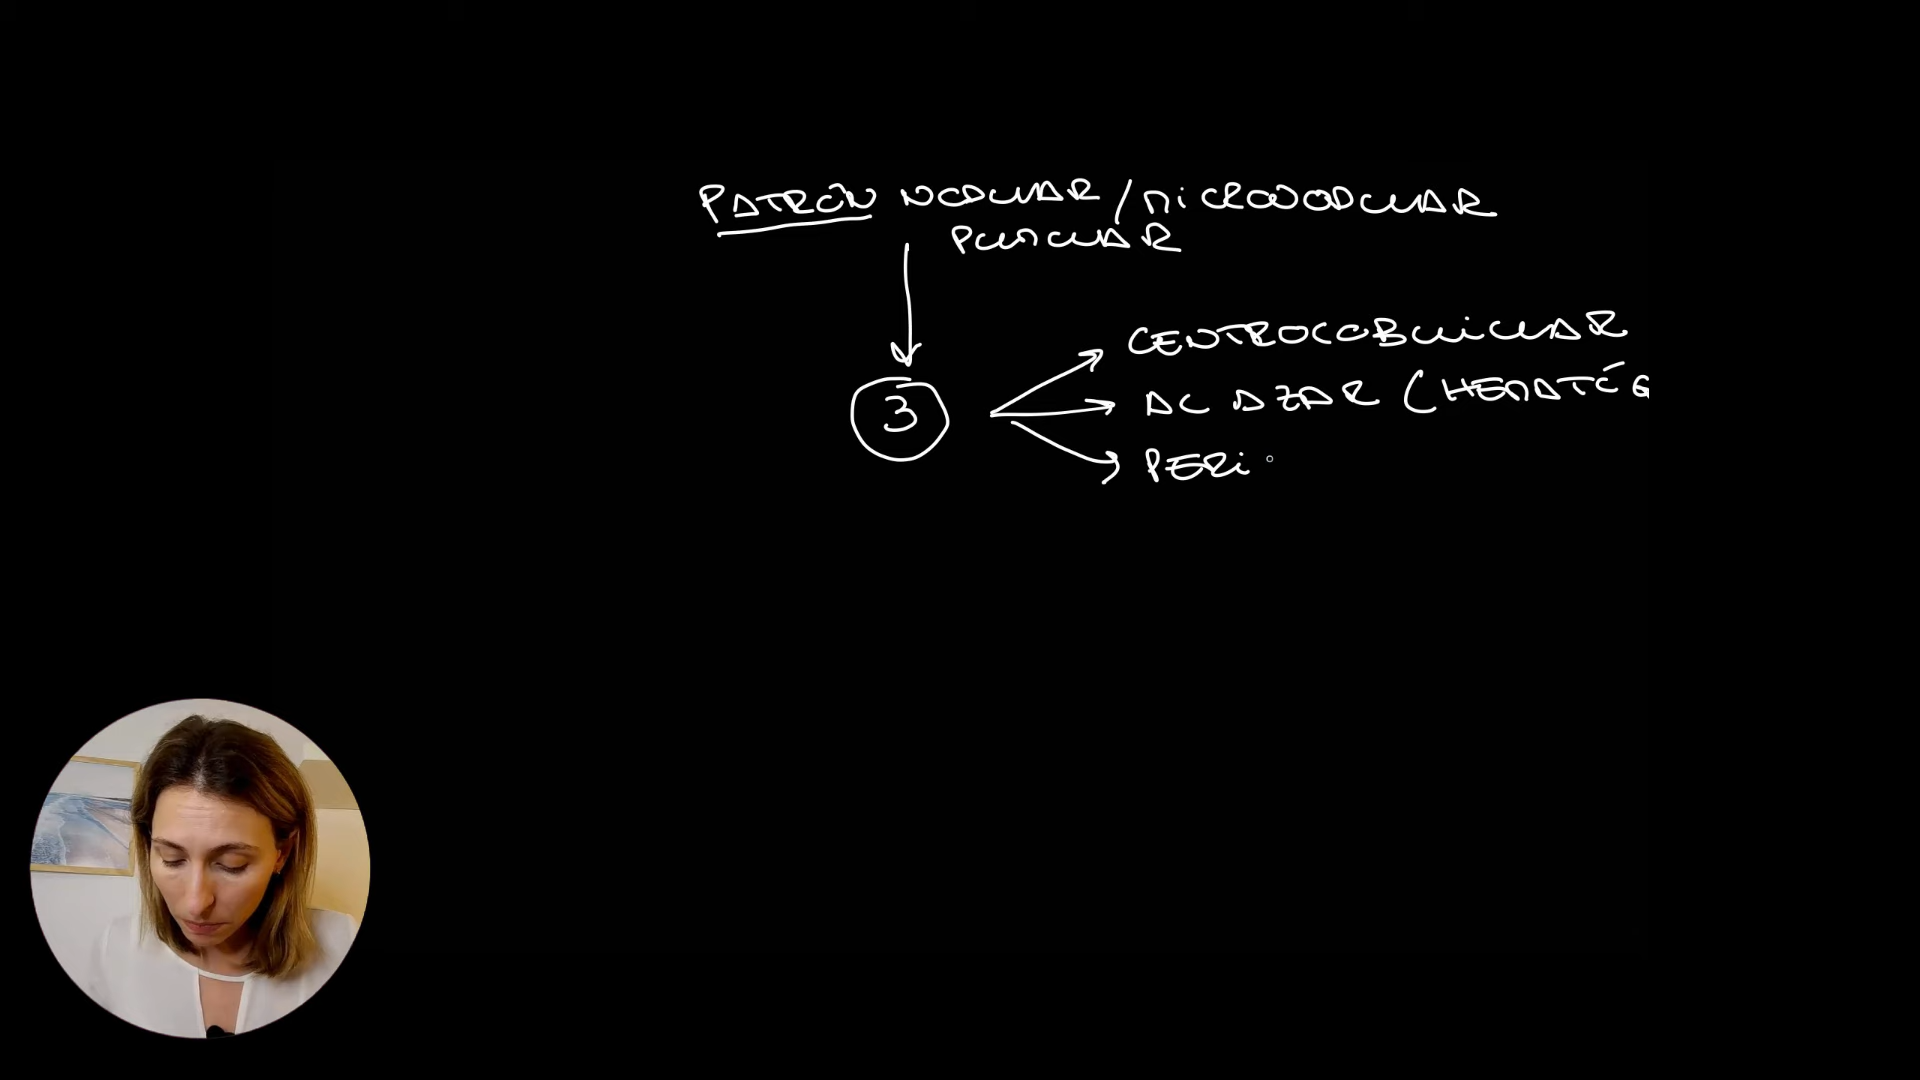 PATRÓN NODULAR / MICRONODULAR
PULMONAR
3
CENTROLOBULILLAR
AL AZAR (HEMATÓG
PERI